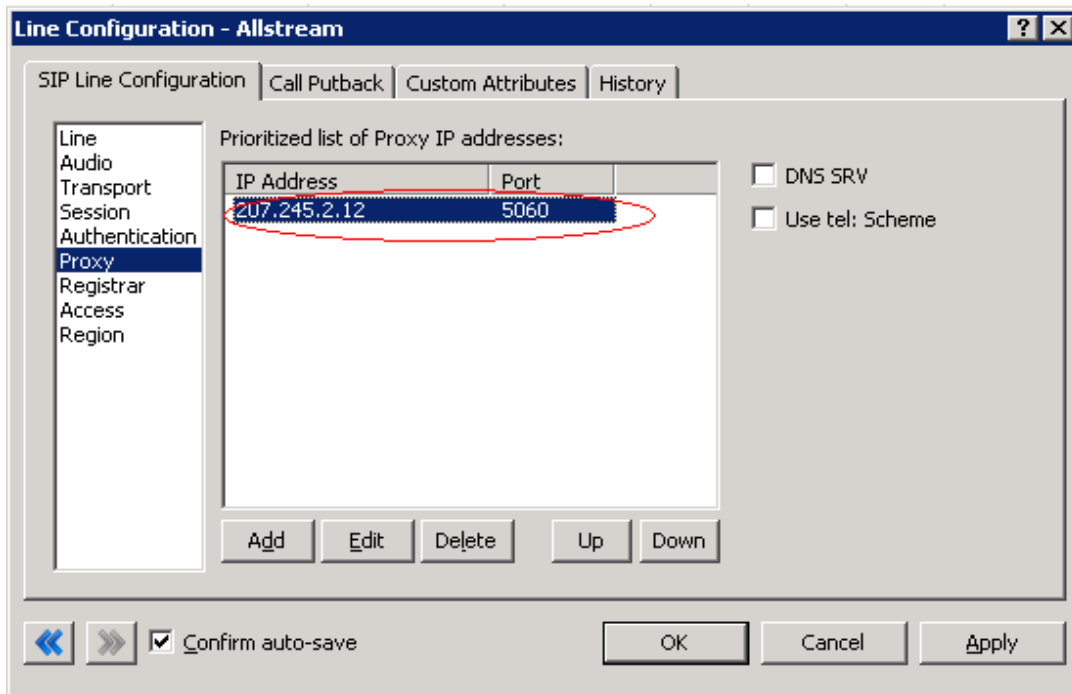 Line Configuration - Allstream
SIP Line Configuration
Call Putback
Custom Attributes
History
Line
Audio
Transport
Session
Authentication
Proxy
Registrar
Access
Region
Prioritized list of Proxy IP addresses:
IP Address Port
207.245.2.12 5060
DNS SRV
Use tel: Scheme
Add
Edit
Delete
Up
Down
Confirm auto-save
OK
Cancel
Apply